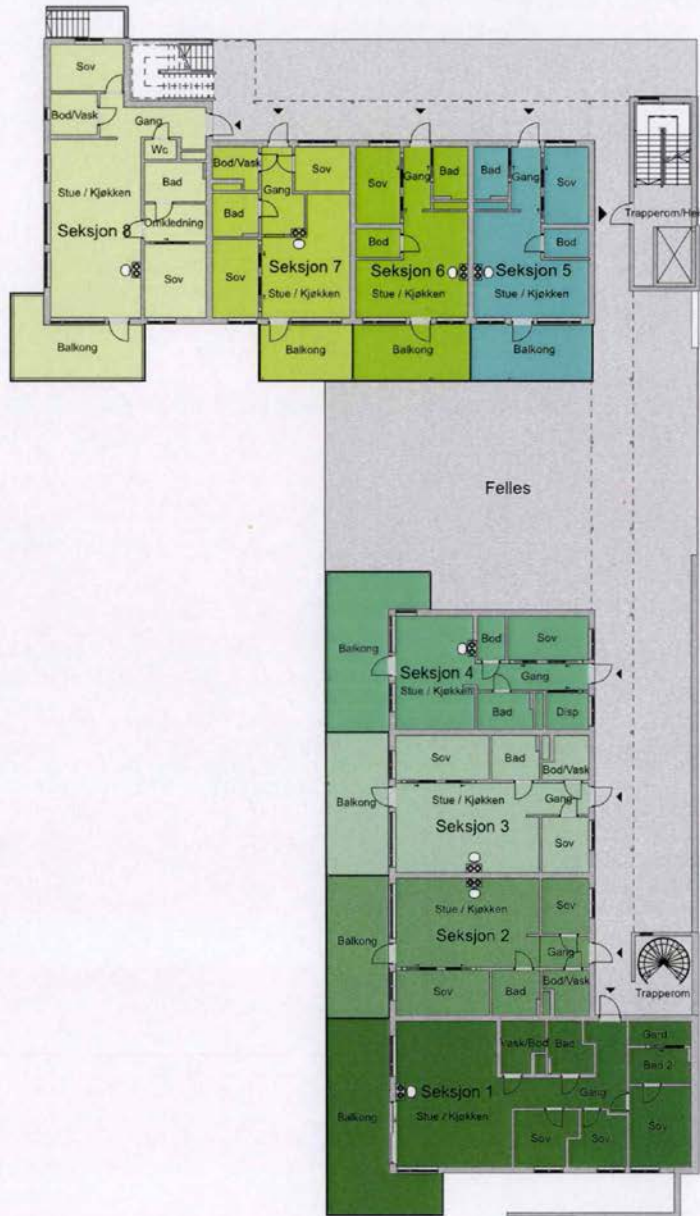 Sov
Bod/Vask
Gang
Wc
Stue / Kjøkken
Bad
Seksjon 8
Omkledning
Sov
Balkong
Bod/Vask
Sov
Gang
Bad
Seksjon 7
Sov
Stue / Kjøkken
Balkong
Sov
Gang
Bad
Bod
Seksjon 6
Stue / Kjøkken
Balkong
Bad
Gang
Sov
Bod
Seksjon 5
Stue / Kjøkken
Balkong
Felles
Balkong
Bod
Sov
Seksjon 4
Gang
Stue / Kjøkken
Bad
Disp
Balkong
Sov
Bad
Bod/Vask
Stue / Kjøkken
Gang
Seksjon 3
Sov
Balkong
Stue / Kjøkken
Sov
Seksjon 2
Gang
Sov
Bad
Bod/Vask
Trapperom
Balkong
Vask/Bod
Bad
Gard
Bad 2
Seksjon 1
Gang
Stue / Kjøkken
Sov
Sov
Sov